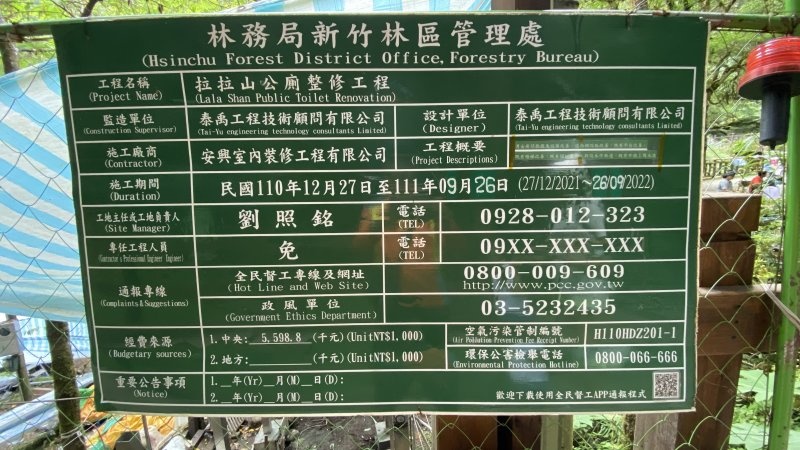 林務局新竹林區管理處
(Hsinchu Forest District Office, Forestry Bureau)
工程名稱
(Project Name)
拉拉山公廁整修工程
(Lala Shan Public Toilet Renovation)
監造單位
(Construction Supervisor)
泰禹工程技術顧問有限公司
(Tai-Yu engineering technology consultants Limited)
設計單位
(Designer)
泰禹工程技術顧問有限公司
(Tai-Yu engineering technology consultants Limited)
施工廠商
(Contractor)
安興室內裝修工程有限公司
工程概要
(Project Descriptions)
施工期間
(Duration)
民國110年12月27日至111年09月26日 (27/12/2021~26/09/2022)
工地主任或工地負責人
(Site Manager)
劉照銘
電話
(TEL)
0928-012-323
專任工程人員
(Contractor's Professional Engineer Engineer)
免
電話
(TEL)
09XX-XXX-XXX
通報專線
(Complaints&Suggestions)
全民督工專線及網址
(Hot Line and Web Site)
0800-009-609
http://www.pcc.gov.tw
政風單位
(Government Ethics Department)
03-5232435
經費來源
(Budgetary sources)
1.中央: 5,598.8 (千元)(UnitNT$1,000)
2.地方: (千元)(UnitNT$1,000)
空氣污染管制編號
(Air Pollution Prevention Fee Receipt Number)
H110HDZ201-1
環保公害檢舉電話
(Environmental Protection Hotline)
0800-066-666
重要公告事項
(Notice)
1.__年(Yr)__月(M)__日(D):
2.__年(Yr)__月(M)__日(D):
歡迎下載使用全民督工APP通報程式